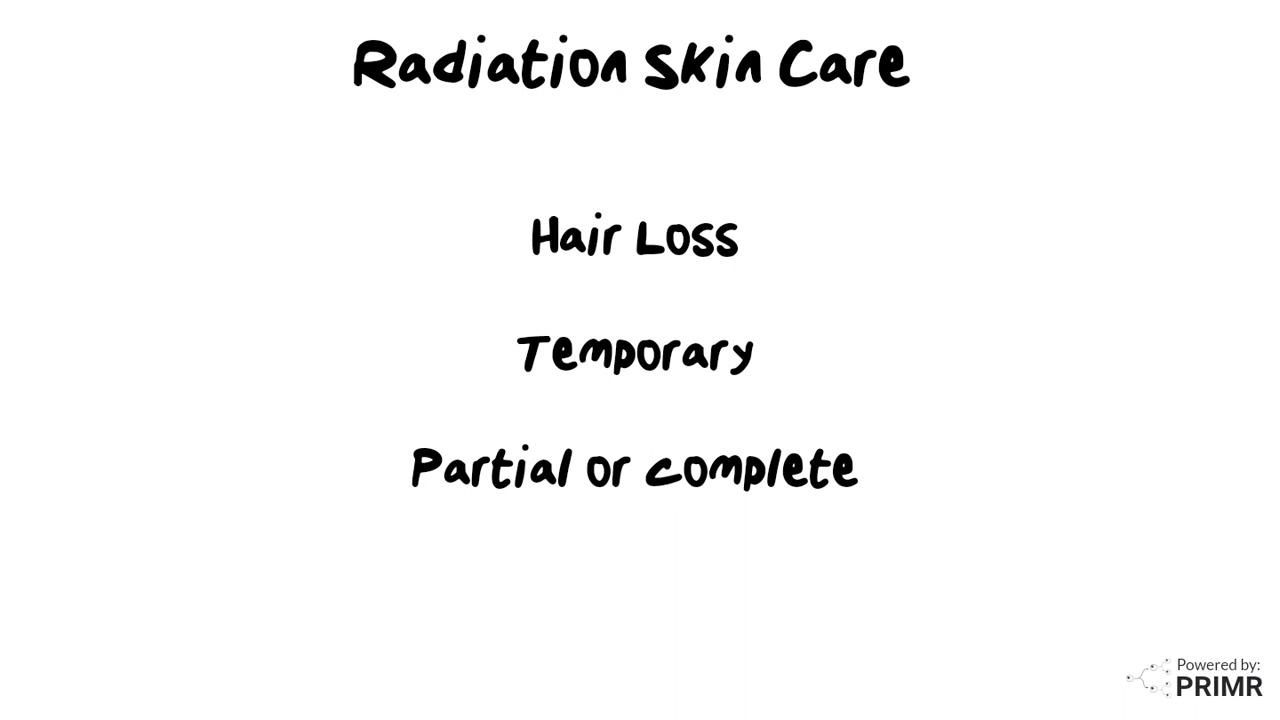 Radiation Skin Care
Hair Loss
Temporary
Partial or complete
Powered by:
PRIMR